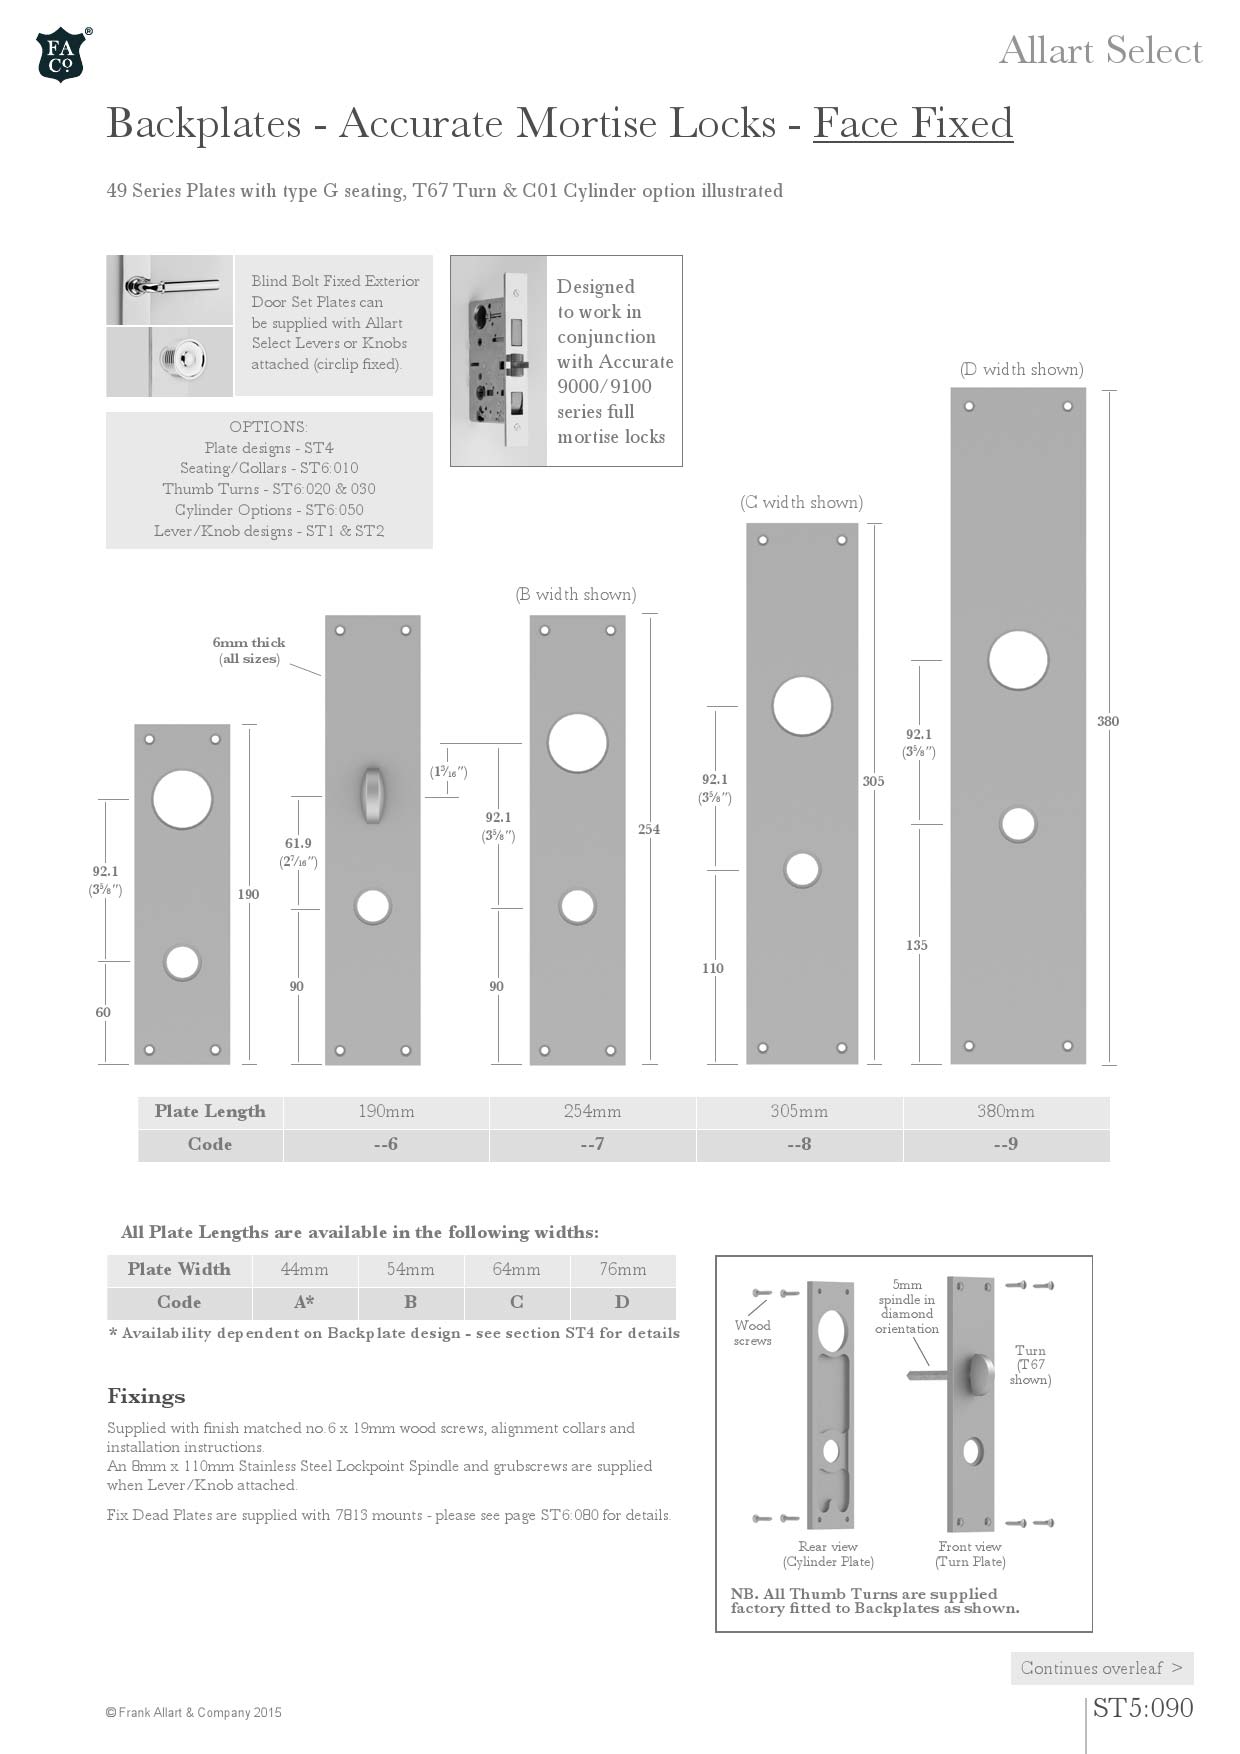 FA
Co.
®
Allart Select
Backplates - Accurate Mortise Locks - Face Fixed
49 Series Plates with type G seating, T67 Turn & C01 Cylinder option illustrated
Blind Bolt Fixed Exterior
Door Set Plates can
be supplied with Allart
Select Levers or Knobs
attached (circlip fixed).
OPTIONS:
Plate designs - ST4
Seating/Collars - ST6:010
Thumb Turns - ST6:020 & 030
Cylinder Options - ST6:050
Lever/Knob designs - ST1 & ST2
Designed
to work in
conjunction
with Accurate
9000/9100
series full
mortise locks
(D width shown)
(C width shown)
(B width shown)
6mm thick
(all sizes)
92.1
(3⅝")
60
190
61.9
(2⁷⁄₁₆")
90
(1³⁄₁₆")
92.1
(3⅝")
90
254
92.1
(3⅝")
110
305
92.1
(3⅝")
135
380
Plate Length 190mm 254mm 305mm 380mm
Code --6 --7 --8 --9
All Plate Lengths are available in the following widths:
Plate Width 44mm 54mm 64mm 76mm
Code A* B C D
* Availability dependent on Backplate design - see section ST4 for details
Fixings
Supplied with finish matched no.6 x 19mm wood screws, alignment collars and
installation instructions.
An 8mm x 110mm Stainless Steel Lockpoint Spindle and grubscrews are supplied
when Lever/Knob attached.
Fix Dead Plates are supplied with 7813 mounts - please see page ST6:080 for details.
Wood
screws
5mm
spindle in
diamond
orientation
Turn
(T67
shown)
Rear view
(Cylinder Plate)
Front view
(Turn Plate)
NB. All Thumb Turns are supplied
factory fitted to Backplates as shown.
Continues overleaf >
© Frank Allart & Company 2015
ST5:090